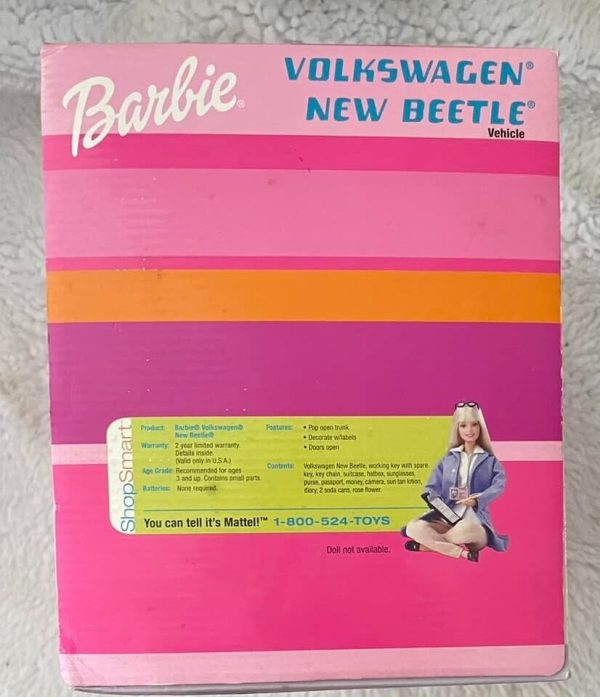 Barbie®
VOLKSWAGEN®
NEW BEETLE®
Vehicle
ShopSmart
Product: Barbie® Volkswagen®
New Beetle®
Warranty: 2 year limited warranty.
Details inside.
(Valid only in U.S.A.)
Age Grade: Recommended for ages
3 and up. Contains small parts.
Batteries: None required.
Features: • Pop open trunk
• Decorate w/labels
• Doors open
Contents: Volkswagen New Beetle, working key with spare
key, key chain, suitcase, hatbox, sunglasses,
purse, passport, money, camera, sun tan lotion,
diary, 2 soda cans, rose flower.
You can tell it's Mattel!™ 1-800-524-TOYS
Doll not available.